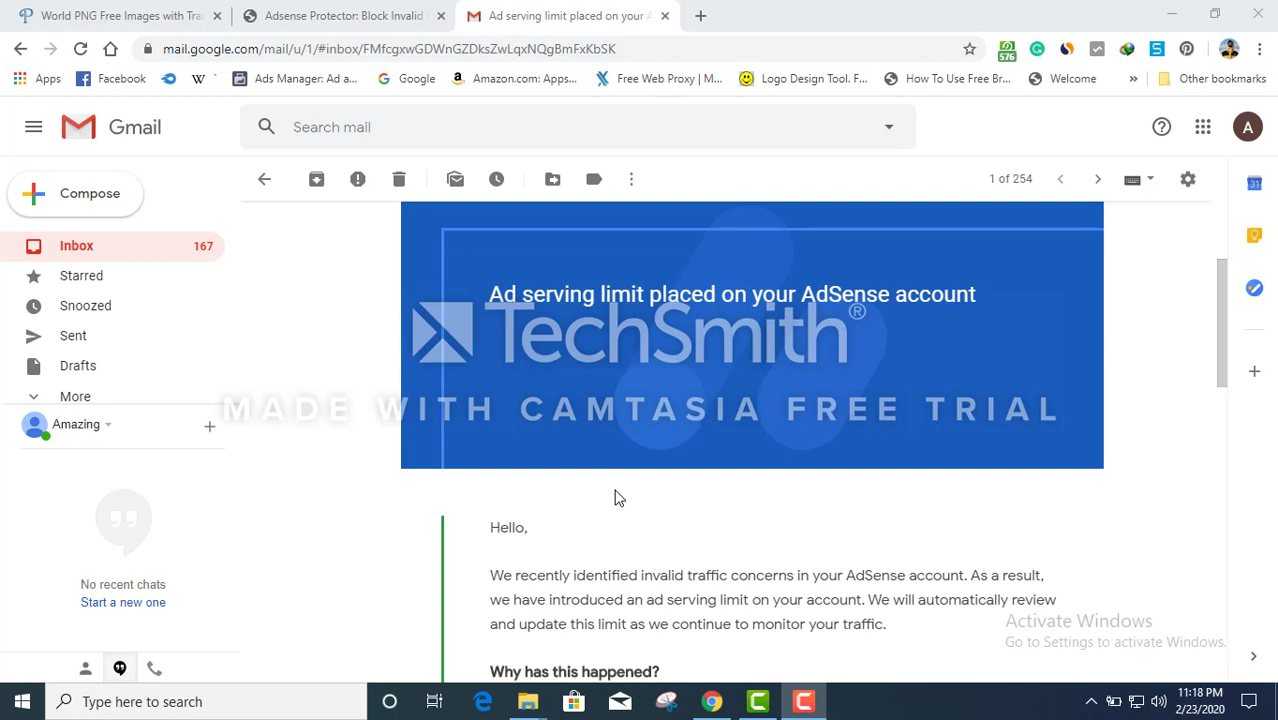 World PNG Free Images with Tra
Adsense Protector: Block Invalid
Ad serving limit placed on your A
mail.google.com/mail/u/1/#inbox/FMfcgxwGDWnGZDksZwLqxNQgBmFxKbSK
576
Apps
Facebook
W
Ads Manager: Ad a...
Google
Amazon.com: Apps...
Free Web Proxy | M...
Logo Design Tool. F...
How To Use Free Br...
Welcome
»
Other bookmarks
Gmail
Search mail
A
Compose
1 of 254
31
Inbox 167
Starred
Snoozed
Sent
Drafts
More
Amazing
Ad serving limit placed on your AdSense account
TechSmith®
MADE WITH CAMTASIA FREE TRIAL
No recent chats
Start a new one
Hello,
We recently identified invalid traffic concerns in your AdSense account. As a result,
we have introduced an ad serving limit on your account. We will automatically review
and update this limit as we continue to monitor your traffic.
Why has this happened?
Activate Windows
Go to Settings to activate Windows.
Type here to search
11:18 PM
2/23/2020